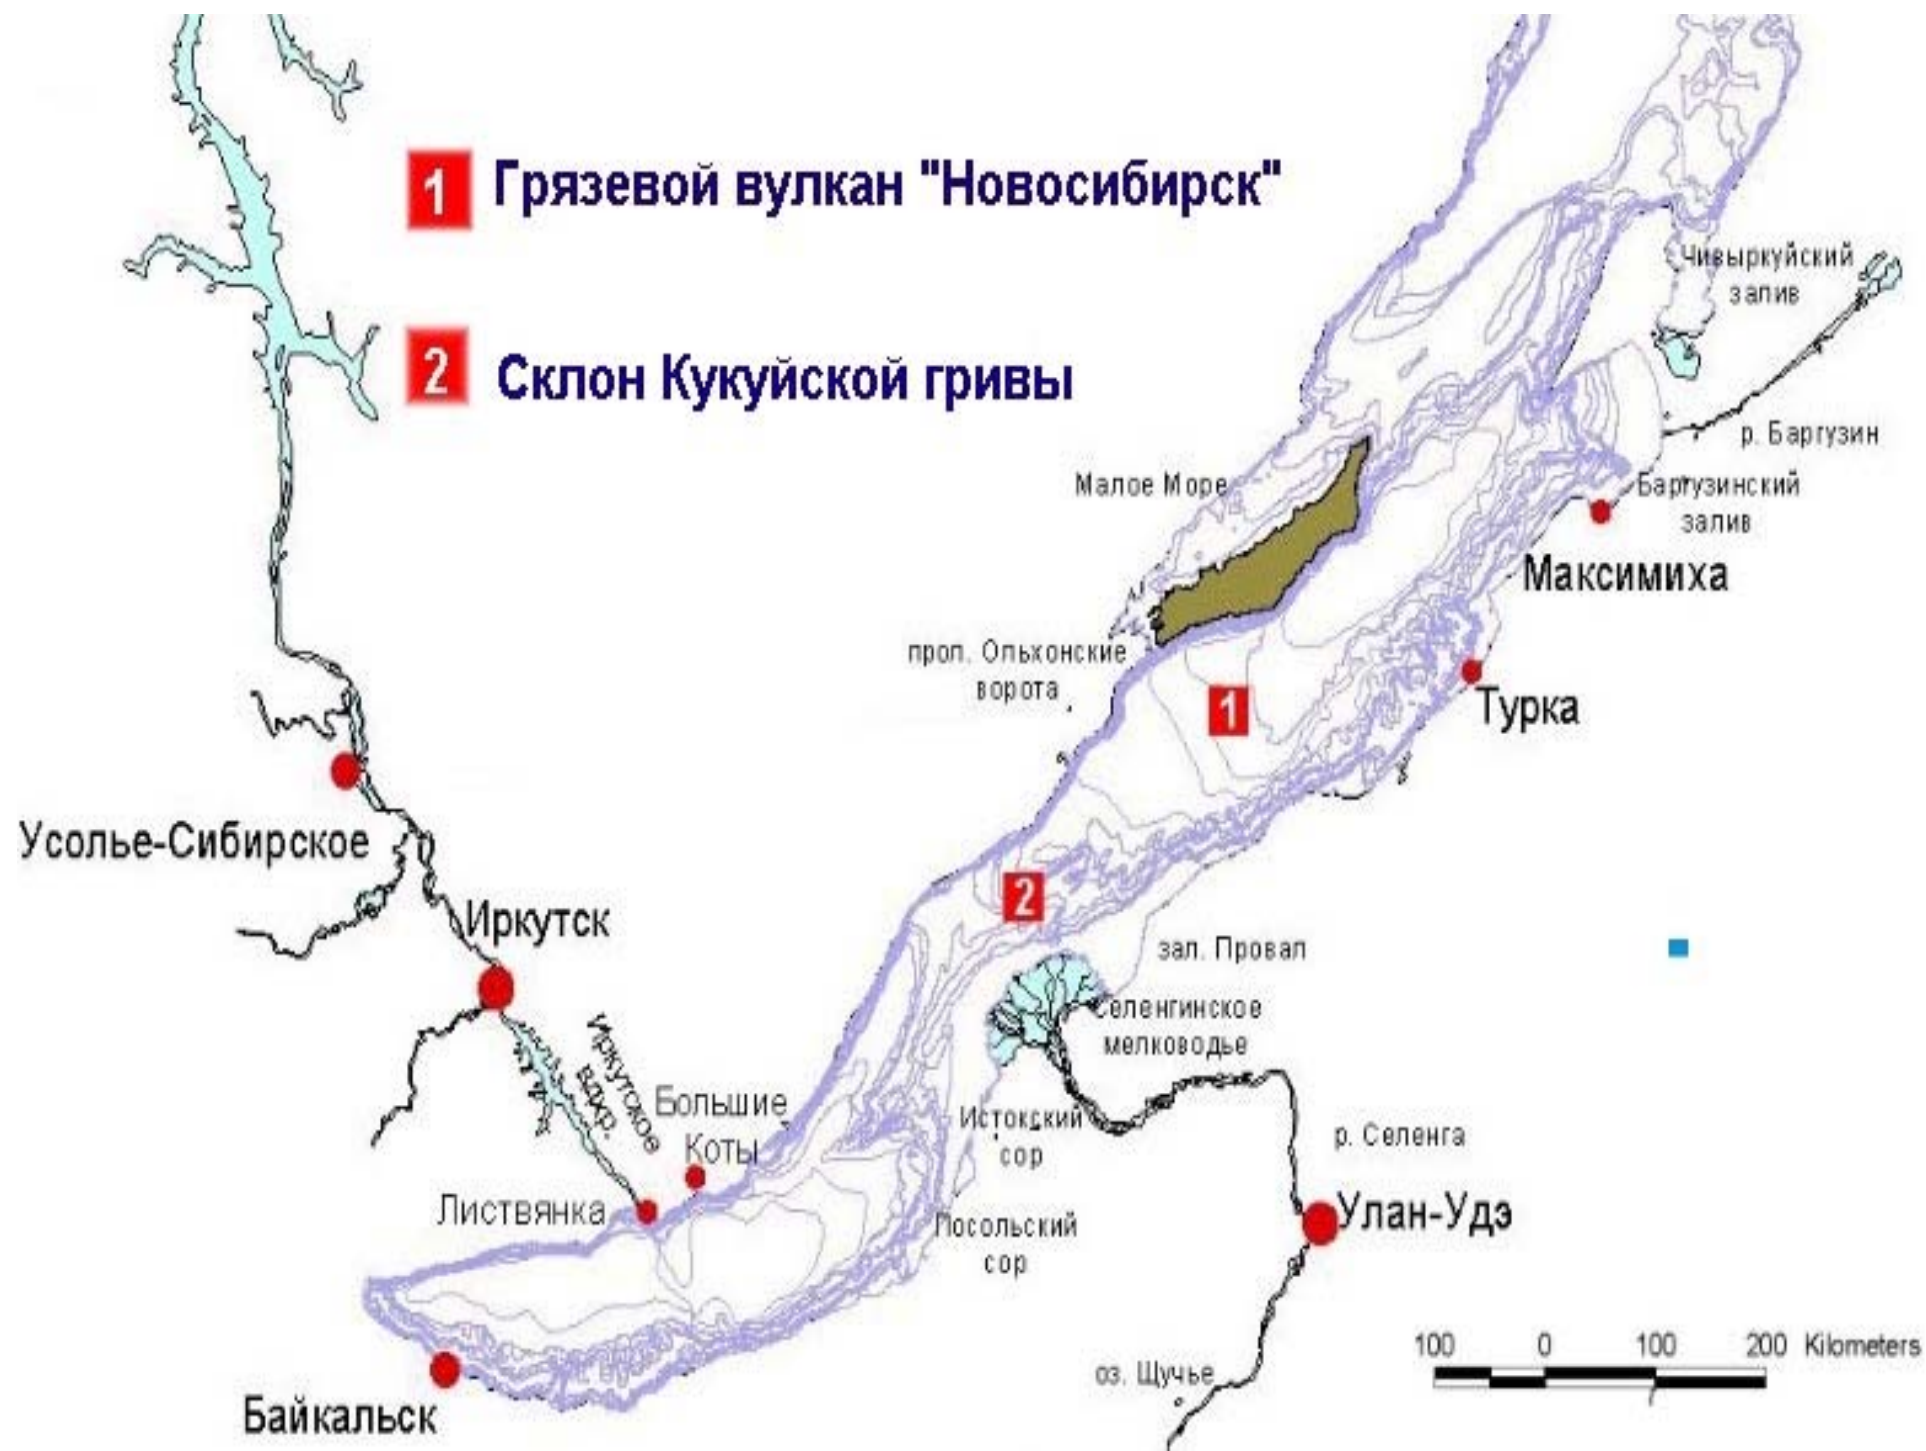 1 Грязевой вулкан "Новосибирск"
2 Склон Кукуйской гривы
Чивыркуйский
залив
р. Баргузин
Малое Море
Баргузинский
залив
Максимиха
прол. Ольхонские
ворота
1
Турка
Усолье-Сибирское
2
Иркутск
зал. Провал
Селенгинское
мелководье
Иркутское
вдхр.
Большие
Коты
Истокский
сор
р. Селенга
Листвянка
Посольский
сор
Улан-Удэ
100 0 100 200 Kilometers
оз. Щучье
Байкальск